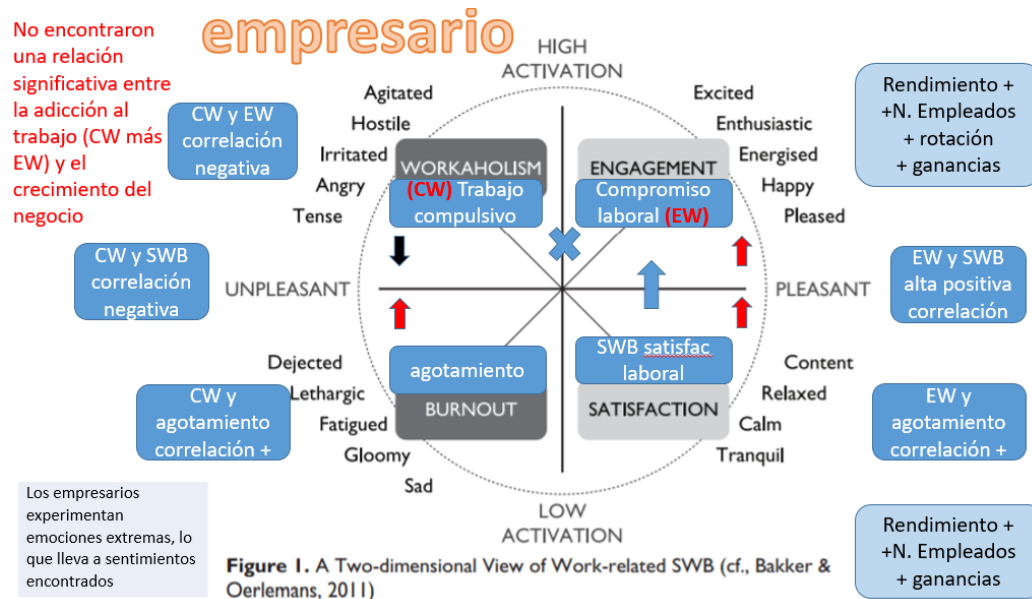 empresario
No encontraron
una relación
significativa entre
la adicción al
trabajo (CW más
EW) y el
crecimiento del
negocio
CW y EW
correlación
negativa
CW y SWB
correlación
negativa
CW y
agotamiento
correlación +
Los empresarios
experimentan
emociones extremas, lo
que lleva a sentimientos
encontrados
HIGH
ACTIVATION
Agitated
Hostile
Irritated
Angry
Tense
WORKAHOLISM
(CW) Trabajo
compulsivo
Excited
Enthusiastic
Energised
Happy
Pleased
ENGAGEMENT
Compromiso
laboral (EW)
UNPLEASANT
PLEASANT
Dejected
Lethargic
Fatigued
Gloomy
Sad
agotamiento
BURNOUT
SWB satisfac
laboral
SATISFACTION
Content
Relaxed
Calm
Tranquil
LOW
ACTIVATION
Rendimiento +
+N. Empleados
+ rotación
+ ganancias
EW y SWB
alta positiva
correlación
EW y
agotamiento
correlación +
Rendimiento +
+N. Empleados
+ ganancias
Figure 1. A Two-dimensional View of Work-related SWB (cf., Bakker &
Oerlemans, 2011)